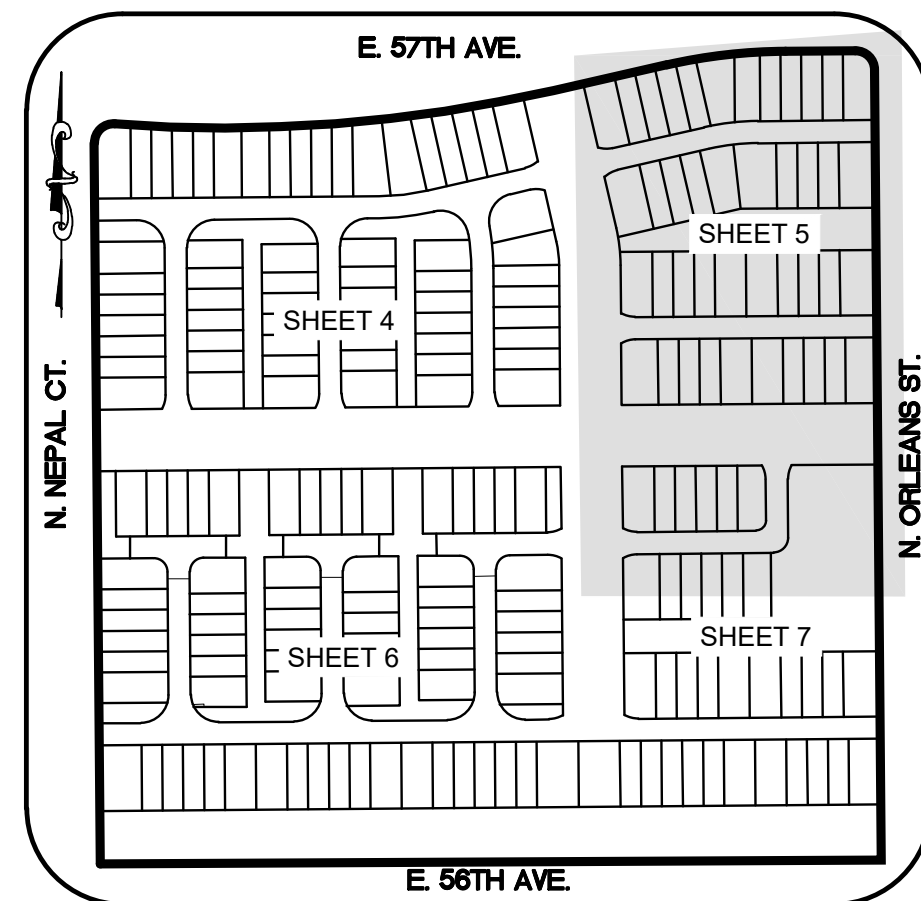 E. 57TH AVE.
SHEET 5
SHEET 4
N. NEPAL CT.
N. ORLEANS ST.
SHEET 7
SHEET 6
E. 56TH AVE.